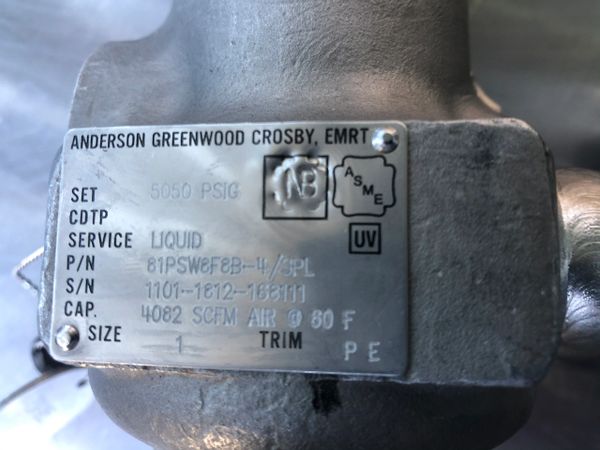 ANDERSON GREENWOOD CROSBY, EMRT
NB
ASME
SET 5050 PSIG
CDTP
SERVICE LIQUID
UV
P/N 81PSW8F8B-4/SPL
S/N 1101-1612-168111
CAP. 4082 SCFM AIR @ 60 F
SIZE 1 TRIM PE